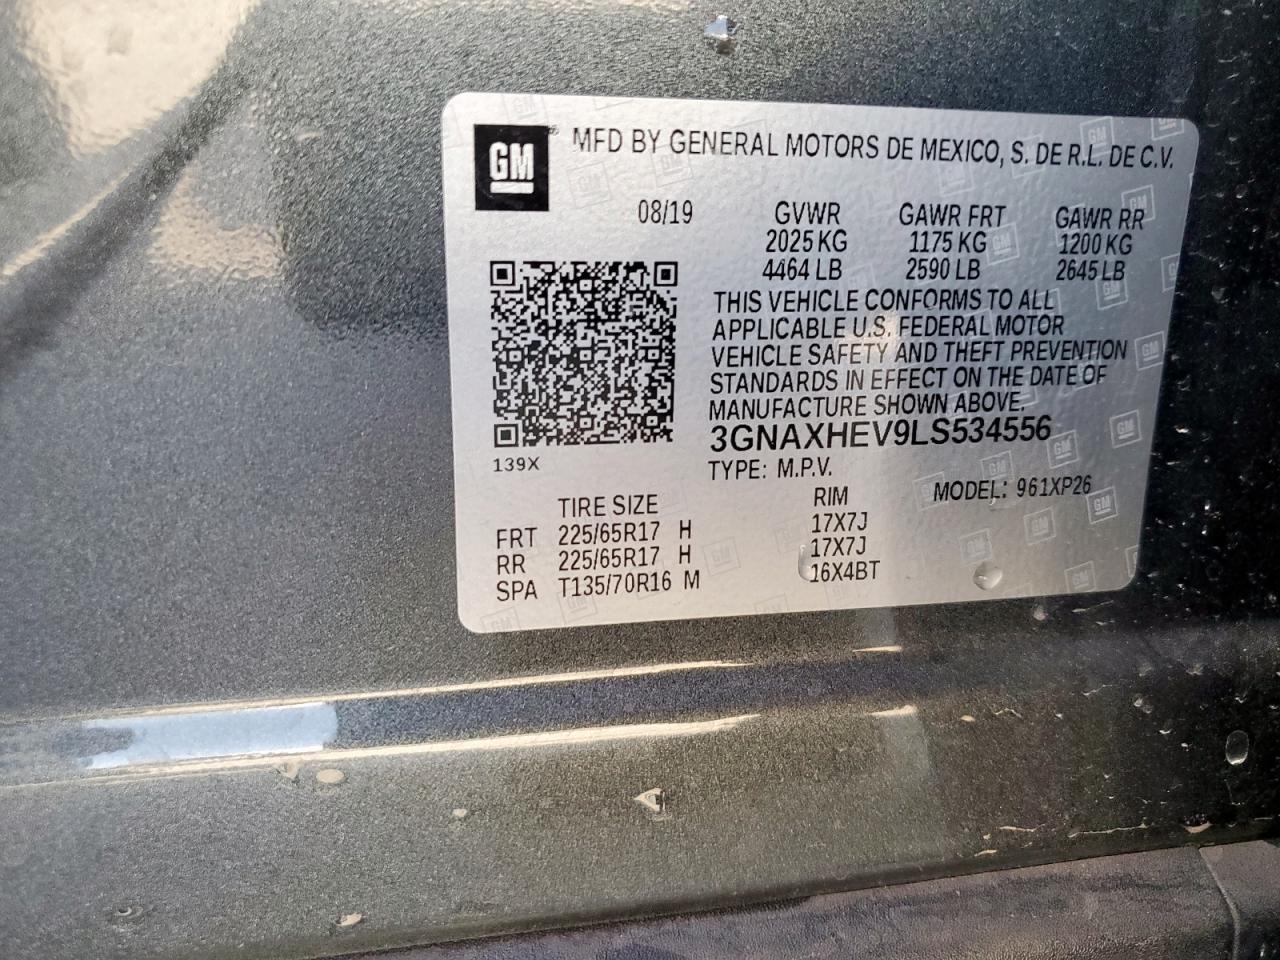 GM MFD BY GENERAL MOTORS DE MEXICO, S. DE R.L. DE C.V.
08/19 GVWR GAWR FRT GAWR RR
2025 KG 1175 KG 1200 KG
4464 LB 2590 LB 2645 LB
THIS VEHICLE CONFORMS TO ALL
APPLICABLE U.S. FEDERAL MOTOR
VEHICLE SAFETY AND THEFT PREVENTION
STANDARDS IN EFFECT ON THE DATE OF
MANUFACTURE SHOWN ABOVE.
3GNAXHEV9LS534556
139X
TYPE: M.P.V. MODEL: 961XP26
TIRE SIZE RIM
FRT 225/65R17 H 17X7J
RR 225/65R17 H 17X7J
SPA T135/70R16 M 16X4BT